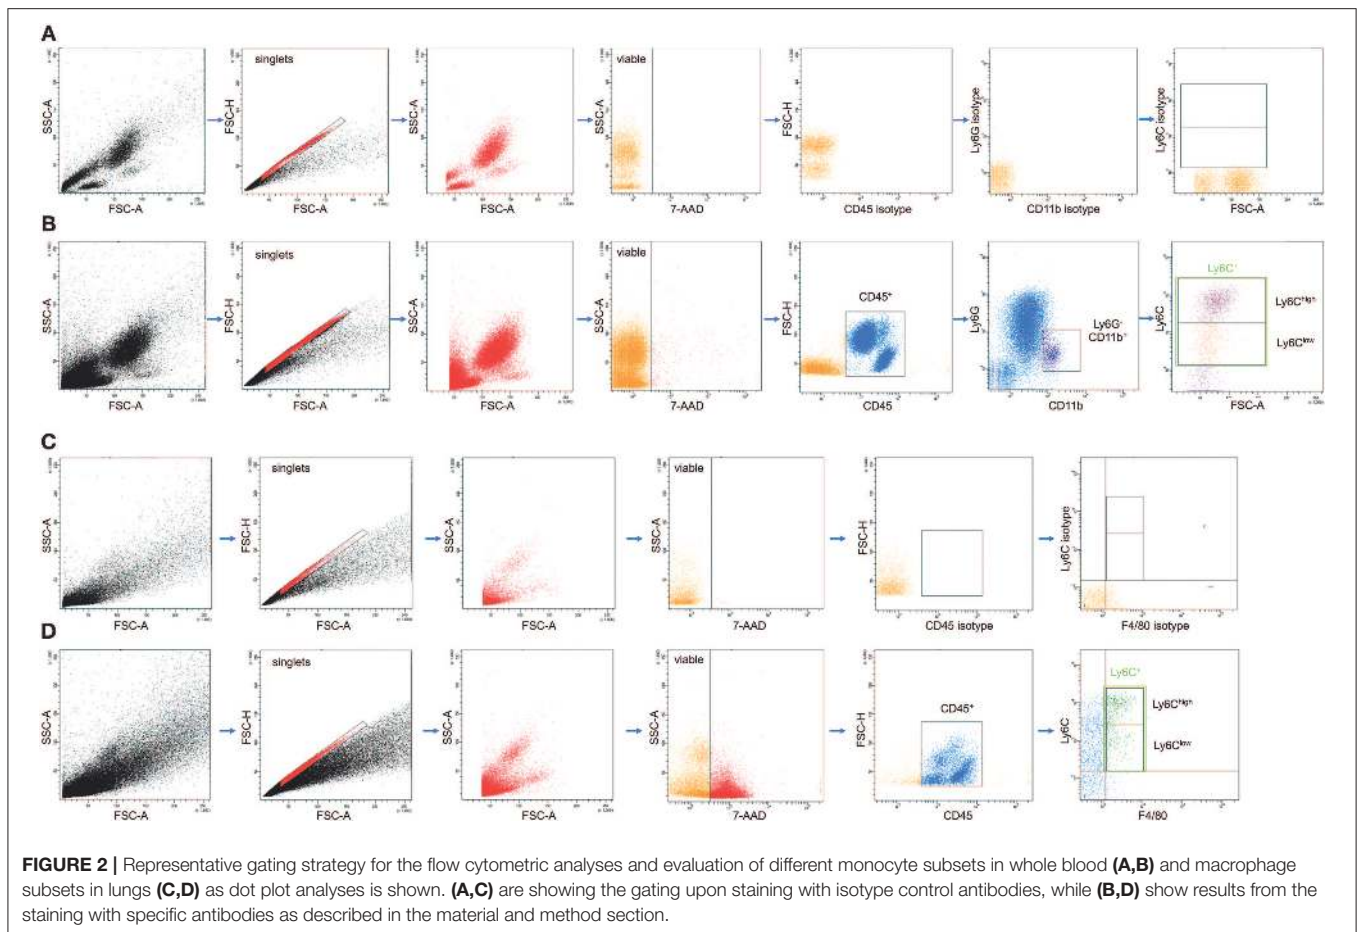 A
SSC-A
FSC-A
singlets
FSC-H
FSC-A
SSC-A
FSC-A
viable
SSC-A
7-AAD
FSC-H
CD45 isotype
Ly6G isotype
CD11b isotype
Ly6C isotype
FSC-A
B
SSC-A
FSC-A
singlets
FSC-H
FSC-A
SSC-A
FSC-A
viable
SSC-A
7-AAD
CD45⁺
FSC-H
CD45
Ly6G
Ly6G⁻
CD11b⁺
CD11b
Ly6C⁺
Ly6C
Ly6Cʰⁱᵍʰ
Ly6Cˡᵒʷ
FSC-A
C
SSC-A
FSC-A
singlets
FSC-H
FSC-A
SSC-A
FSC-A
viable
SSC-A
7-AAD
FSC-H
CD45 isotype
Ly6C isotype
F4/80 isotype
D
SSC-A
FSC-A
singlets
FSC-H
FSC-A
SSC-A
FSC-A
viable
SSC-A
7-AAD
CD45⁺
FSC-H
CD45
Ly6C⁺
Ly6C
Ly6Cʰⁱᵍʰ
Ly6Cˡᵒʷ
F4/80
FIGURE 2 | Representative gating strategy for the flow cytometric analyses and evaluation of different monocyte subsets in whole blood (A,B) and macrophage
subsets in lungs (C,D) as dot plot analyses is shown. (A,C) are showing the gating upon staining with isotype control antibodies, while (B,D) show results from the
staining with specific antibodies as described in the material and method section.